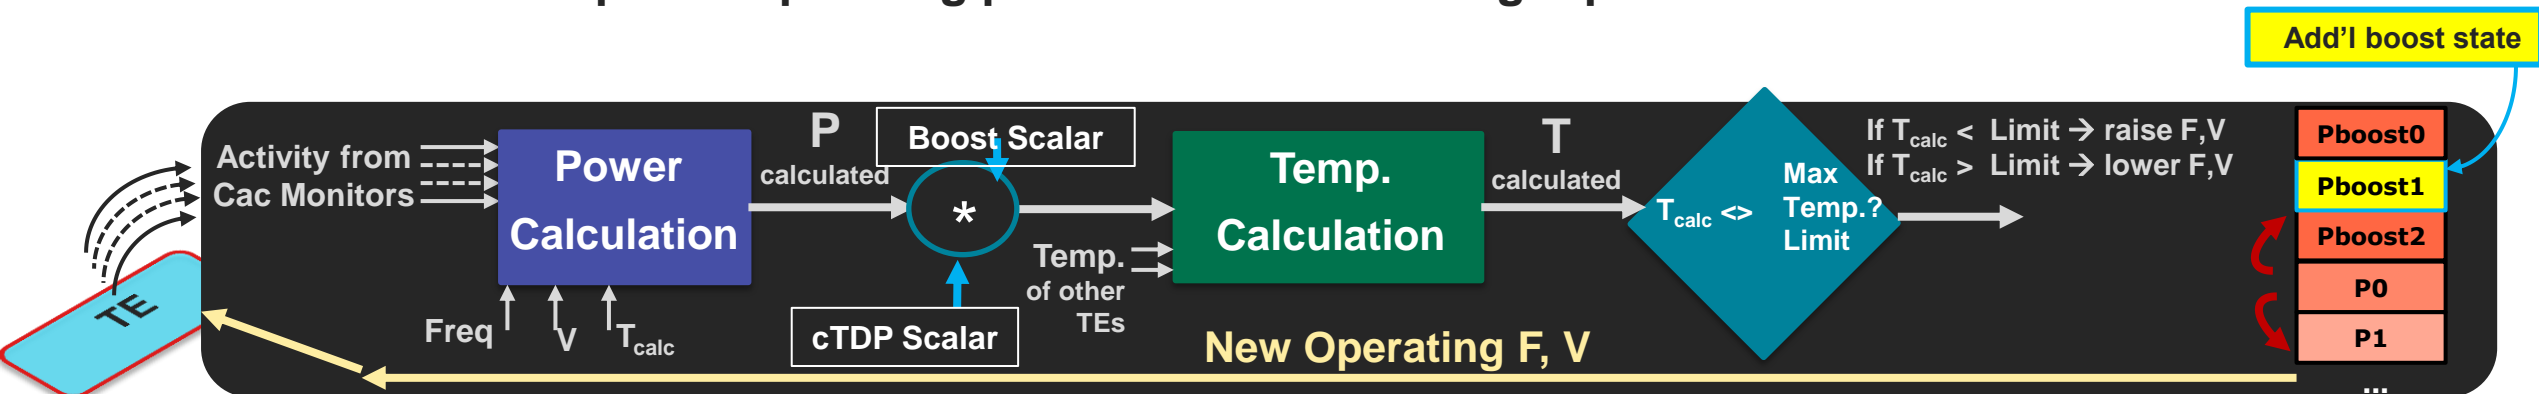 Add'l boost state
Activity from
Cac Monitors
TE
Power
Calculation
Freq
V
Tcalc
P
calculated
Boost Scalar
*
cTDP Scalar
Temp.
of other
TEs
Temp.
Calculation
T
calculated
Tcalc <>
Max
Temp.?
Limit
If Tcalc < Limit → raise F,V
If Tcalc > Limit → lower F,V
Pboost0
Pboost1
Pboost2
P0
P1
...
New Operating F, V